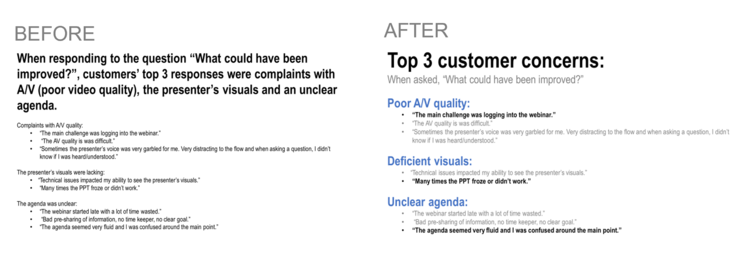 BEFORE
When responding to the question “What could have been
improved?”, customers’ top 3 responses were complaints with
A/V (poor video quality), the presenter’s visuals and an unclear
agenda.
Complaints with A/V quality:
• “The main challenge was logging into the webinar.”
• “The AV quality is was difficult.”
• “Sometimes the presenter’s voice was very garbled for me. Very distracting to the flow and when asking a question, I didn’t
know if I was heard/understood.”
The presenter’s visuals were lacking:
• “Technical issues impacted my ability to see the presenter’s visuals.”
• “Many times the PPT froze or didn’t work.”
The agenda was unclear:
• “The webinar started late with a lot of time wasted.”
• “Bad pre-sharing of information, no time keeper, no clear goal.”
• “The agenda seemed very fluid and I was confused around the main point.”
AFTER
Top 3 customer concerns:
When asked, “What could have been improved?”
Poor A/V quality:
• “The main challenge was logging into the webinar.”
• “The AV quality is was difficult.”
• “Sometimes the presenter’s voice was very garbled for me. Very distracting to the flow and when asking a question, I didn’t
know if I was heard/understood.”
Deficient visuals:
• “Technical issues impacted my ability to see the presenter’s visuals.”
• “Many times the PPT froze or didn’t work.”
Unclear agenda:
• “The webinar started late with a lot of time wasted.”
• “Bad pre-sharing of information, no time keeper, no clear goal.”
• “The agenda seemed very fluid and I was confused around the main point.”